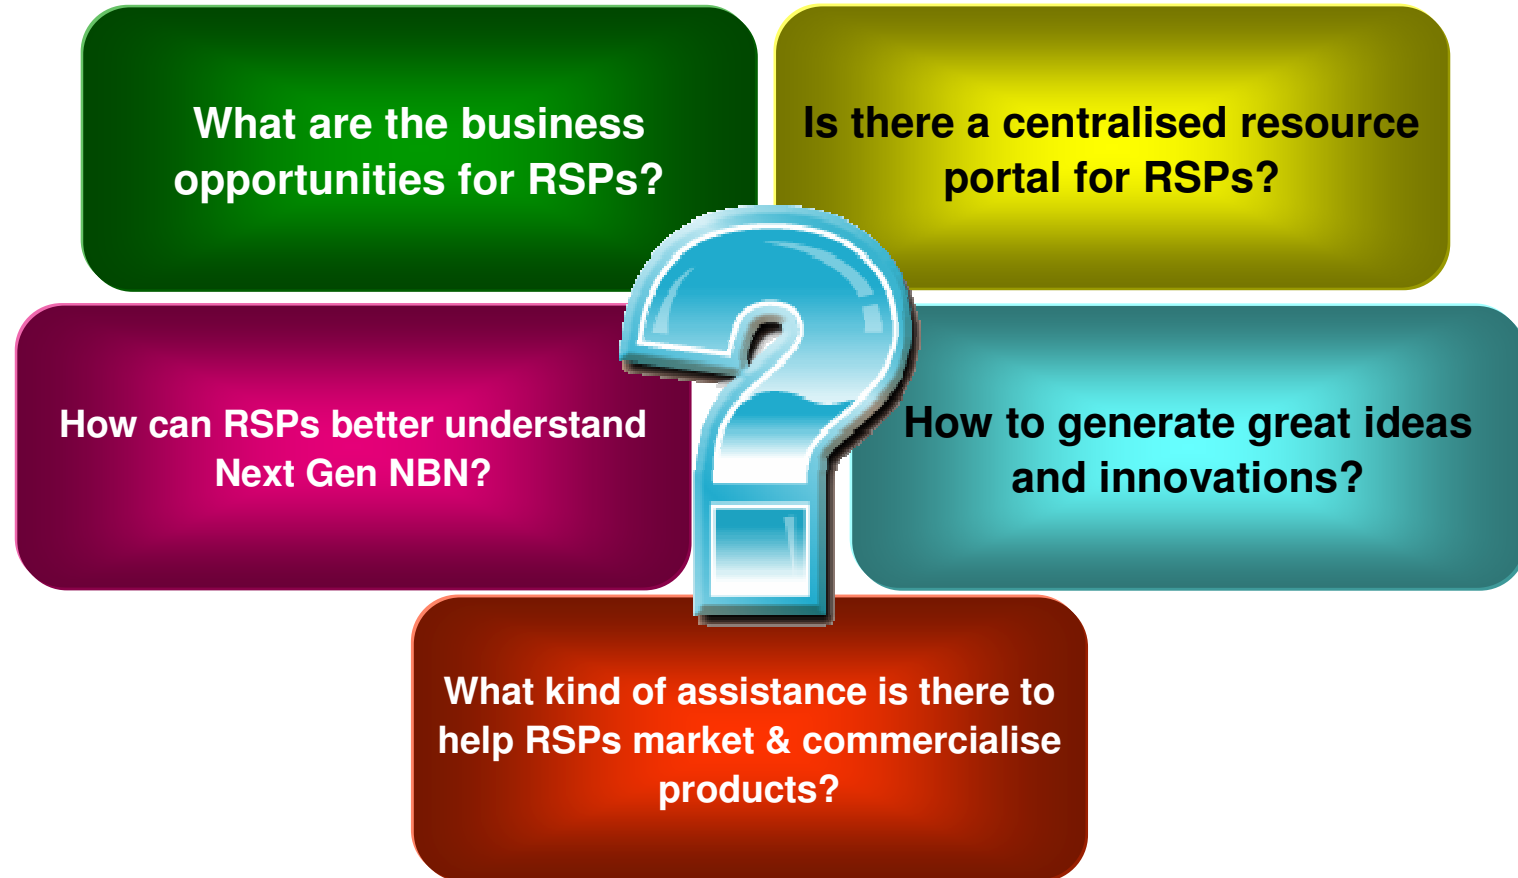 What are the business
opportunities for RSPs?
Is there a centralised resource
portal for RSPs?
How can RSPs better understand
Next Gen NBN?
How to generate great ideas
and innovations?
What kind of assistance is there to
help RSPs market & commercialise
products?